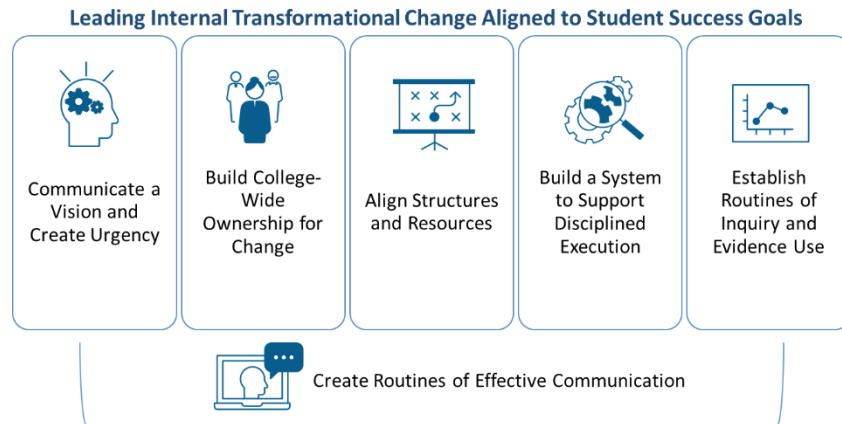 Leading Internal Transformational Change Aligned to Student Success Goals
Communicate a
Vision and
Create Urgency
Build College-
Wide
Ownership for
Change
Align Structures
and Resources
Build a System
to Support
Disciplined
Execution
Establish
Routines of
Inquiry and
Evidence Use
Create Routines of Effective Communication